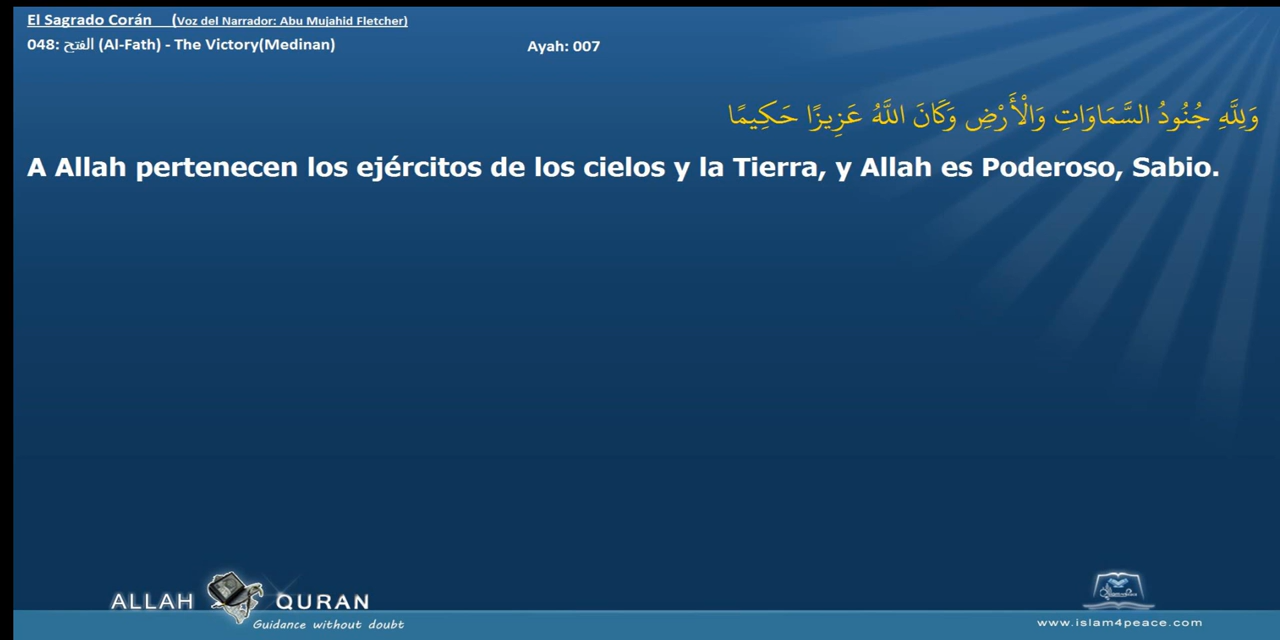 El Sagrado Corán (Voz del Narrador: Abu Mujahid Fletcher)
048: الفتح (Al-Fath) - The Victory(Medinan) Ayah: 007
وَلِلَّهِ جُنُودُ السَّمَاوَاتِ وَالْأَرْضِ وَكَانَ اللَّهُ عَزِيزًا حَكِيمًا
A Allah pertenecen los ejércitos de los cielos y la Tierra, y Allah es Poderoso, Sabio.
ALLAH QURAN
Guidance without doubt
www.islam4peace.com